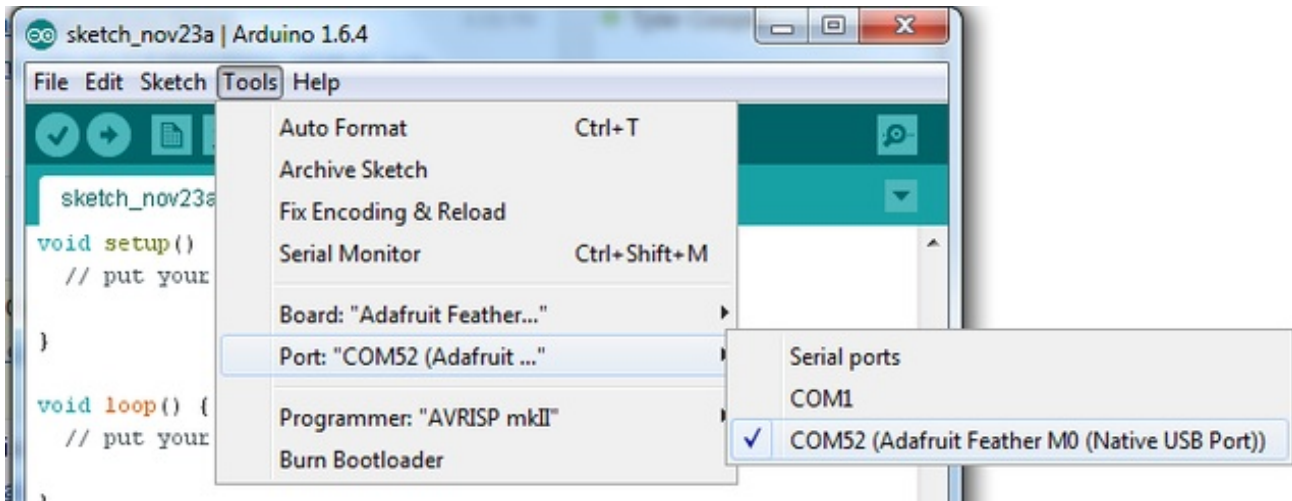 sketch_nov23a | Arduino 1.6.4
File Edit Sketch Tools Help
Auto Format Ctrl+T
Archive Sketch
sketch_nov23a
Fix Encoding & Reload
void setup()
Serial Monitor Ctrl+Shift+M
// put your
Board: "Adafruit Feather..."
}
Port: "COM52 (Adafruit ..."
Serial ports
COM1
void loop() {
Programmer: "AVRISP mkII"
// put your
COM52 (Adafruit Feather M0 (Native USB Port))
Burn Bootloader
}